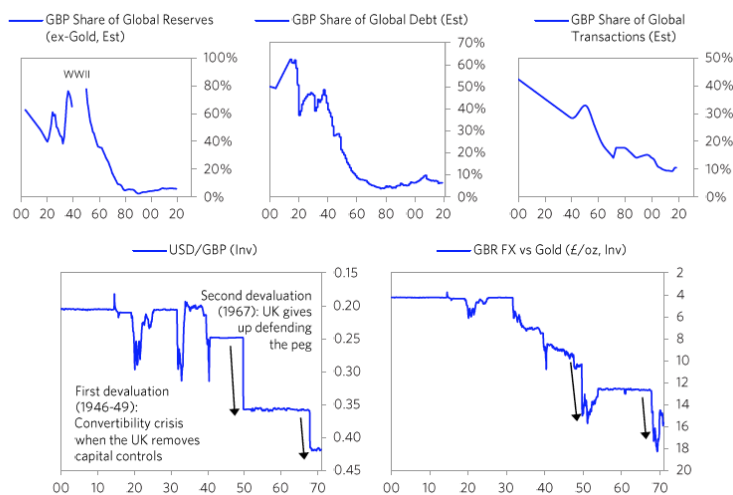 GBP Share of Global Reserves
(ex-Gold, Est)
WWII
100%
80%
60%
40%
20%
0%
00 20 40 60 80 00 20
GBP Share of Global Debt (Est)
70%
60%
50%
40%
30%
20%
10%
0%
00 20 40 60 80 00 20
GBP Share of Global
Transactions (Est)
50%
40%
30%
20%
10%
0%
00 20 40 60 80 00 20
USD/GBP (Inv)
0.15
0.20
0.25
0.30
0.35
0.40
0.45
Second devaluation
(1967): UK gives
up defending
the peg
First devaluation
(1946-49):
Convertibility crisis
when the UK removes
capital controls
00 10 20 30 40 50 60 70
GBR FX vs Gold (£/oz, Inv)
2
4
6
8
10
12
14
16
18
20
00 10 20 30 40 50 60 70